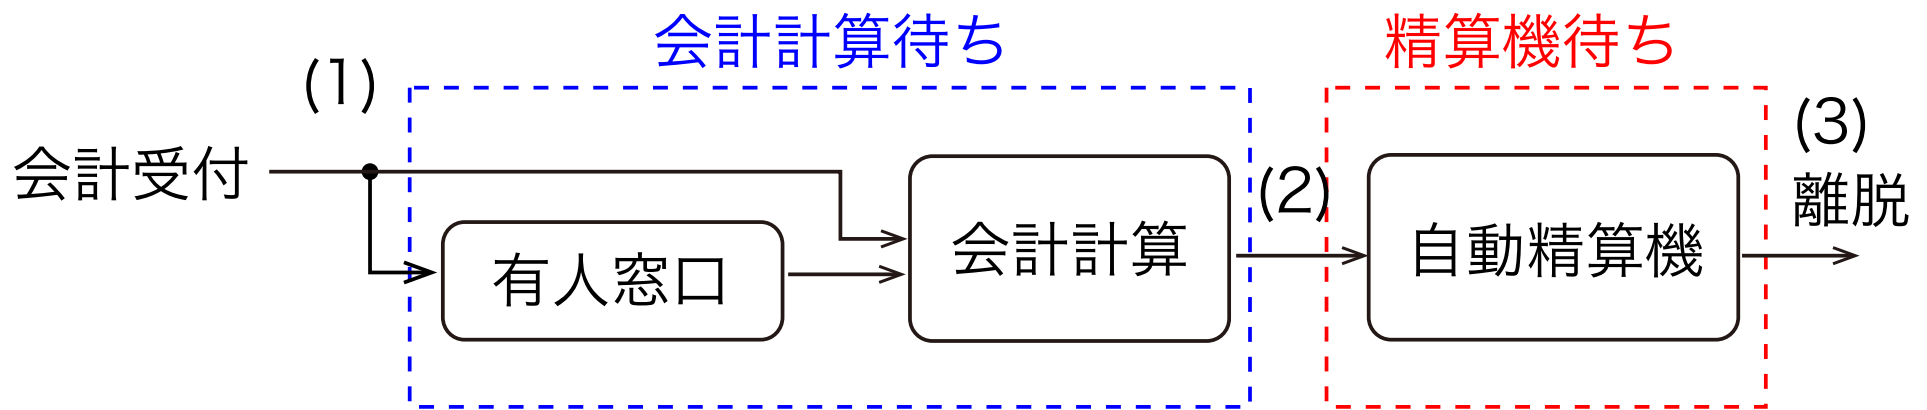 会計計算待ち
精算機待ち
(1)
会計受付
有人窓口
会計計算
(2)
自動精算機
(3)
離脱